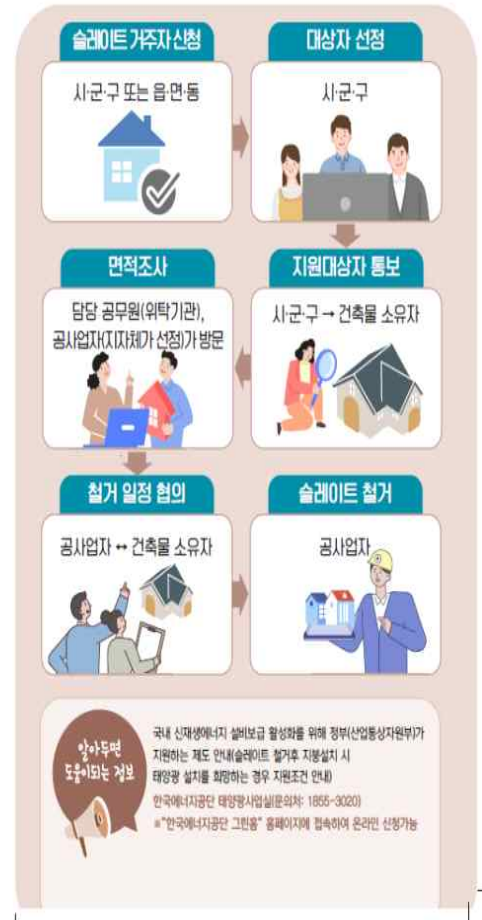 슬레이트 거주자 신청
시·군·구 또는 읍·면·동
대상자 선정
시·군·구
지원대상자 통보
시·군·구 → 건축물 소유자
면적조사
담당 공무원(위탁기관),
공사업자(지자체가 선정)가 방문
철거 일정 협의
공사업자 ↔ 건축물 소유자
슬레이트 철거
공사업자
알아두면
도움이되는 정보
국내 신재생에너지 설비보급 활성화를 위해 정부(산업통상자원부)가
지원하는 제도 안내(슬레이트 철거후 지붕설치 시
태양광 설치를 희망하는 경우 지원조건 안내)
한국에너지공단 태양광사업실(문의처: 1855-3020)
※"한국에너지공단 그린홈" 홈페이지에 접속하여 온라인 신청가능